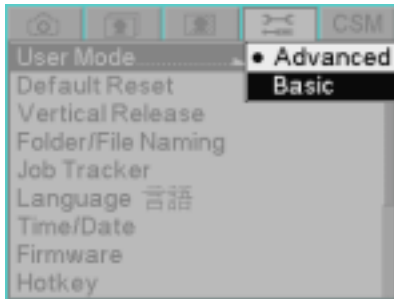 CSM
User Mode
Advanced
Default Reset
Basic
Vertical Release
Folder/File Naming
Job Tracker
Language 言語
Time/Date
Firmware
Hotkey